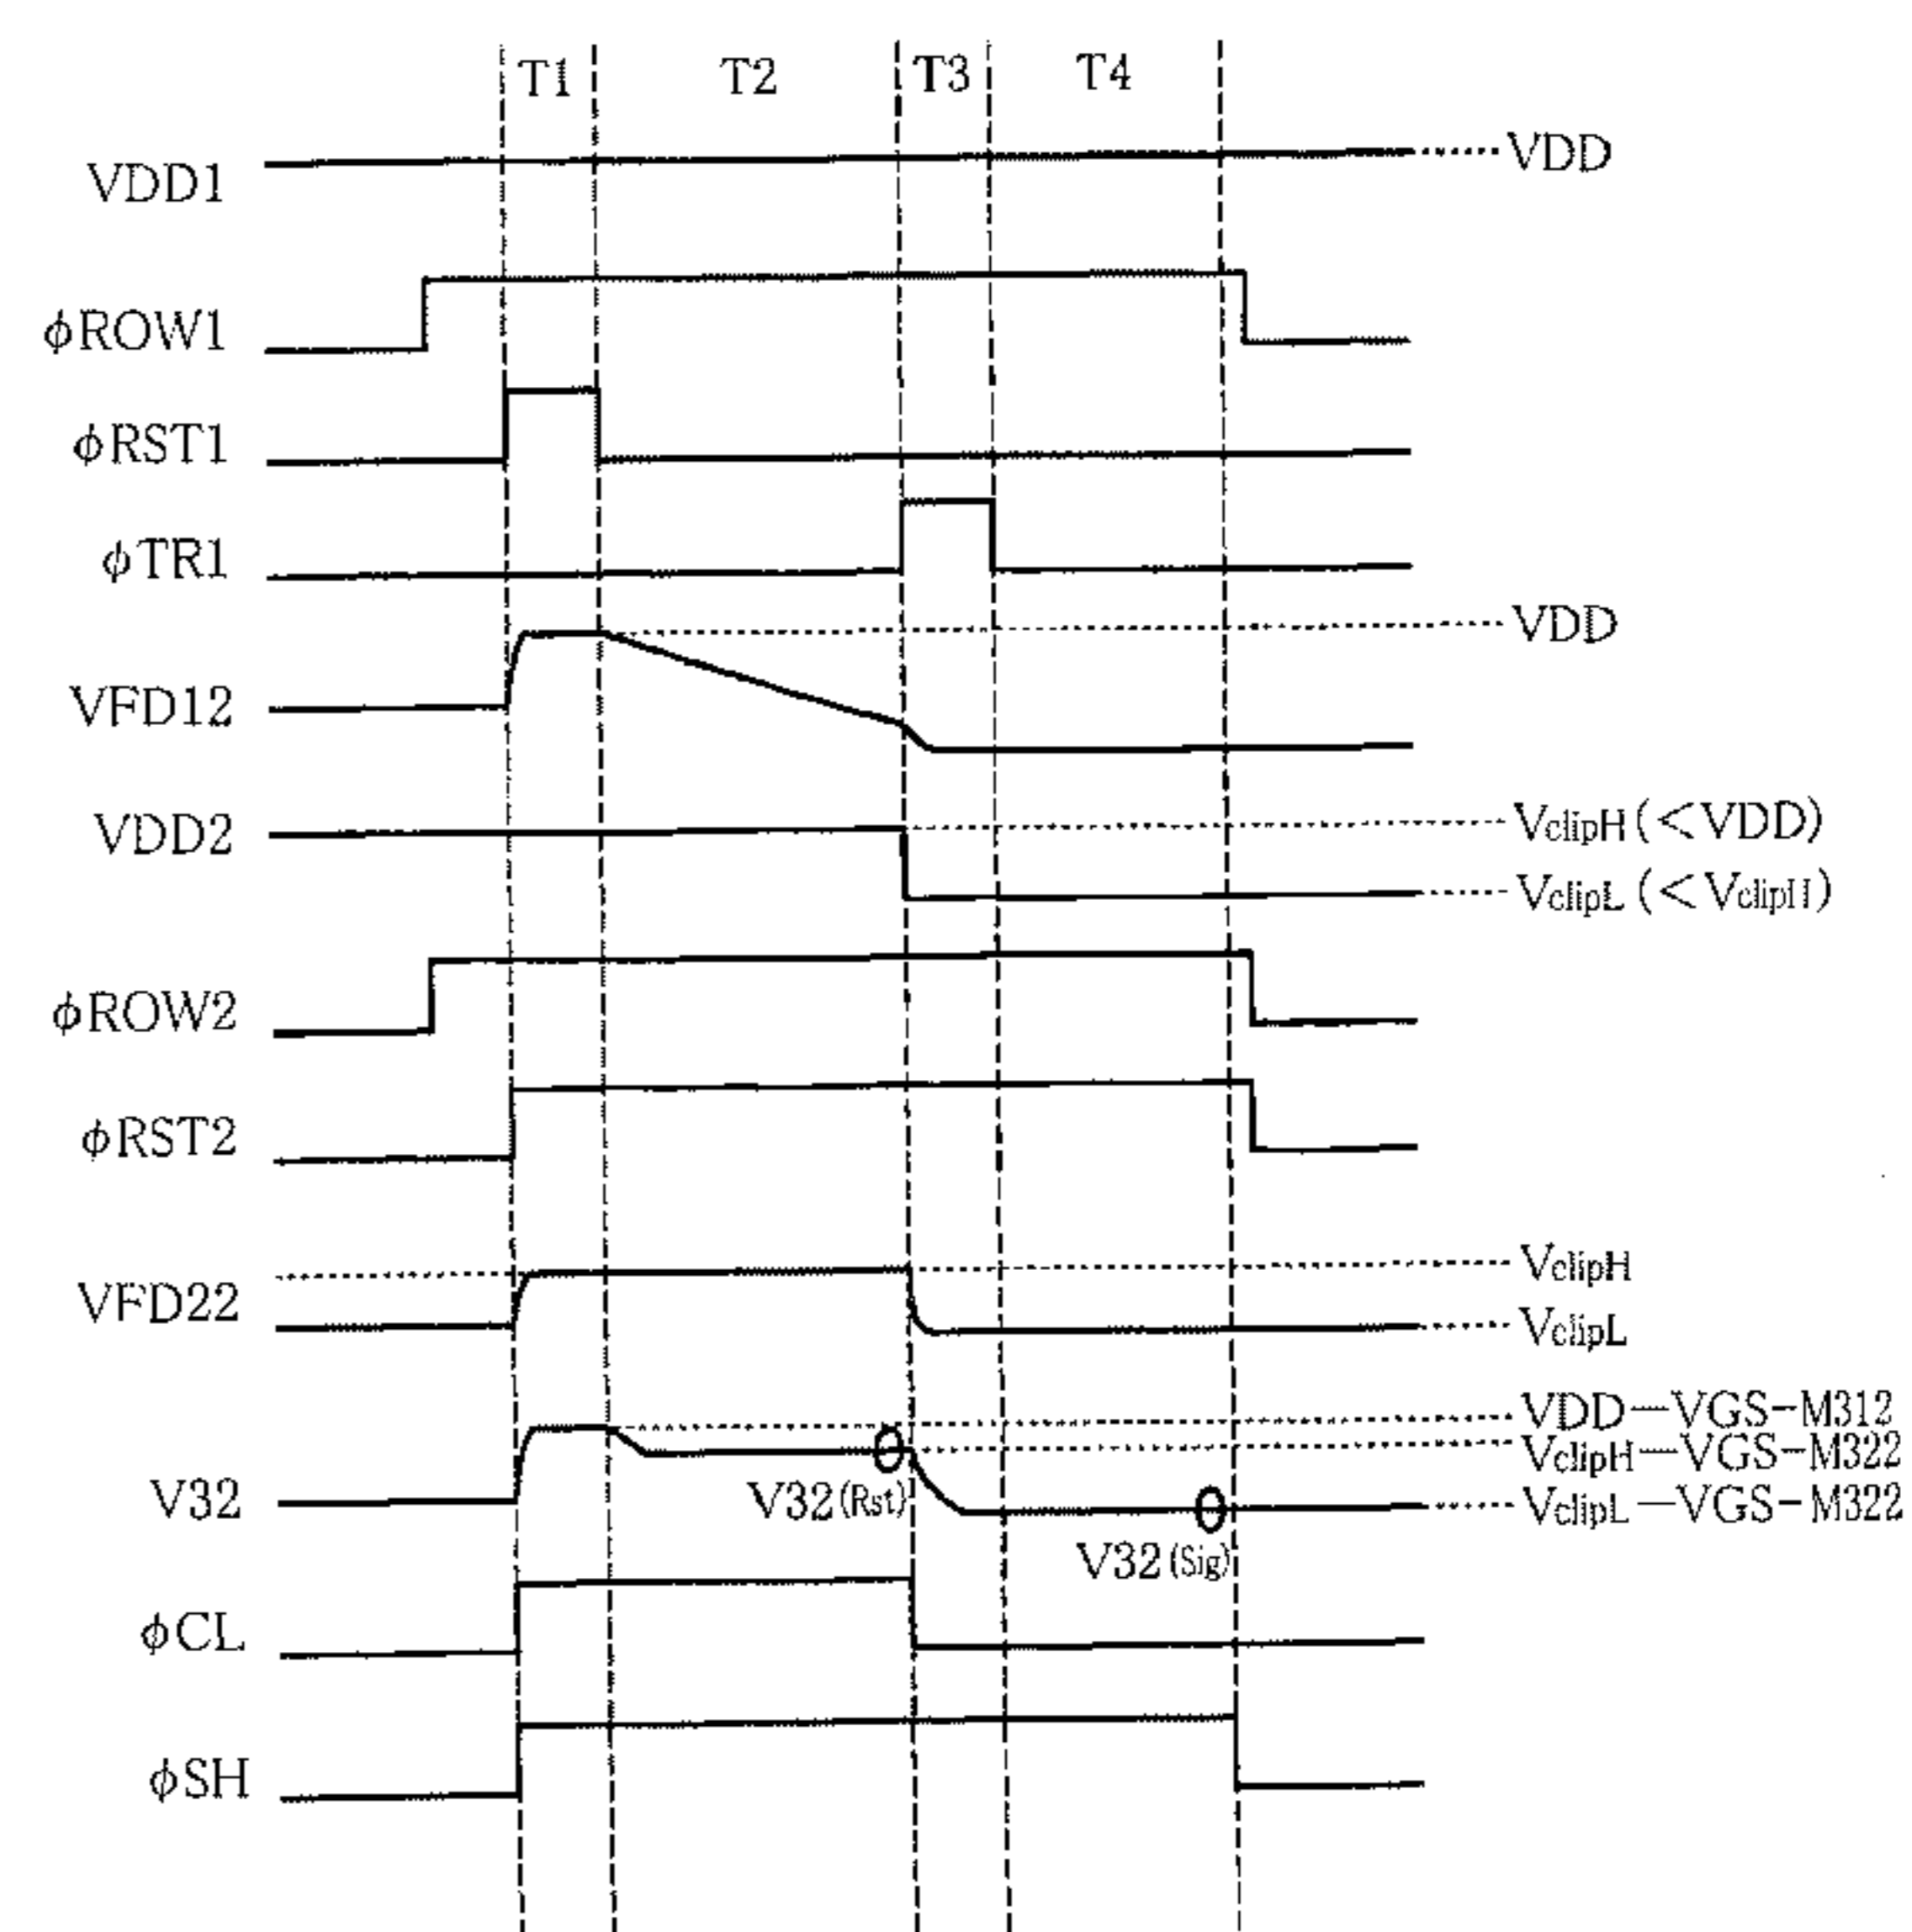 T1 T2 T3 T4
VDD1 VDD
φROW1
φRST1
φTR1
VDD
VFD12
VDD2 VclipH(<VDD)
VclipL(<VclipH)
φROW2
φRST2
VclipH
VFD22 VclipL
VDD－VGS-M312
VclipH－VGS-M322
V32 V32(Rst) VclipL－VGS-M322
V32(Sig)
φCL
φSH